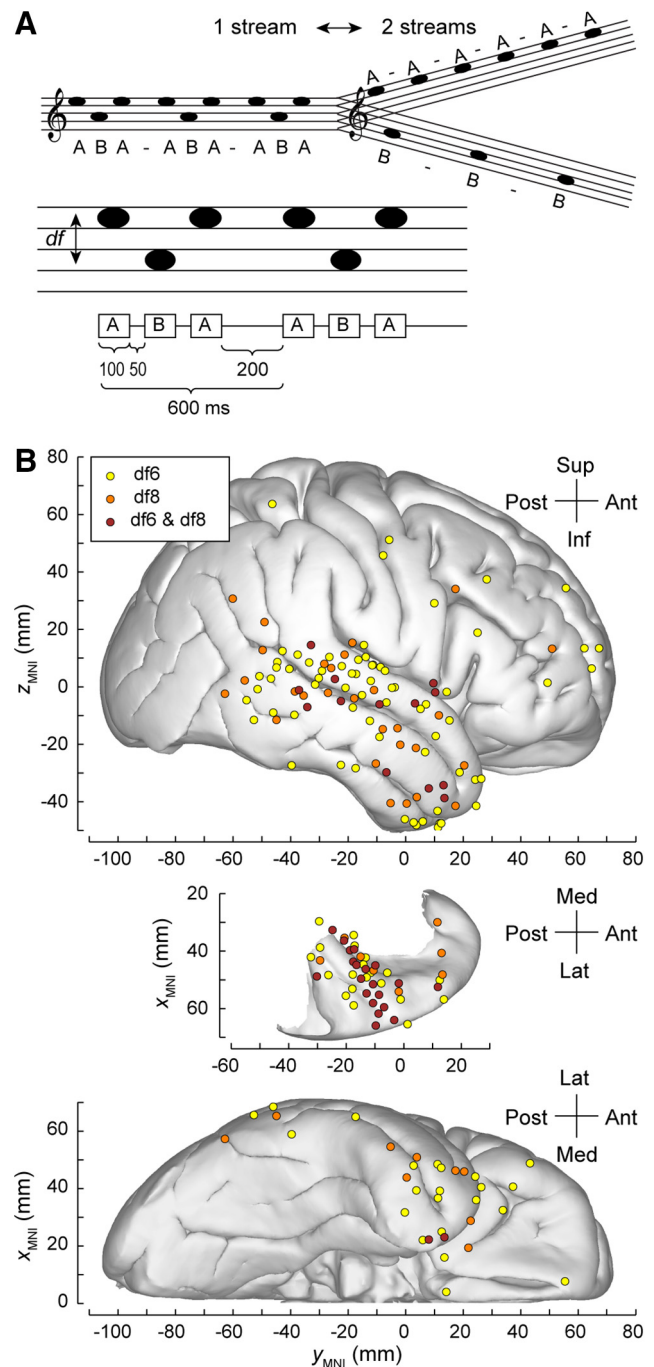 A
1 stream ↔ 2 streams
A - A - A - A - A - A
A B A - A B A - A B A
B - B - B
df
A B A A B A
100 50 200
600 ms
B
df6
df8
df6 & df8
Sup
Post Ant
Inf
80
60
40
20
0
-20
-40
zMNI (mm)
-100 -80 -60 -40 -20 0 20 40 60 80
20
40
60
xMNI (mm)
Med
Post Ant
Lat
-60 -40 -20 0 20
Lat
Post Ant
Med
60
40
20
0
xMNI (mm)
-100 -80 -60 -40 -20 0 20 40 60 80
yMNI (mm)